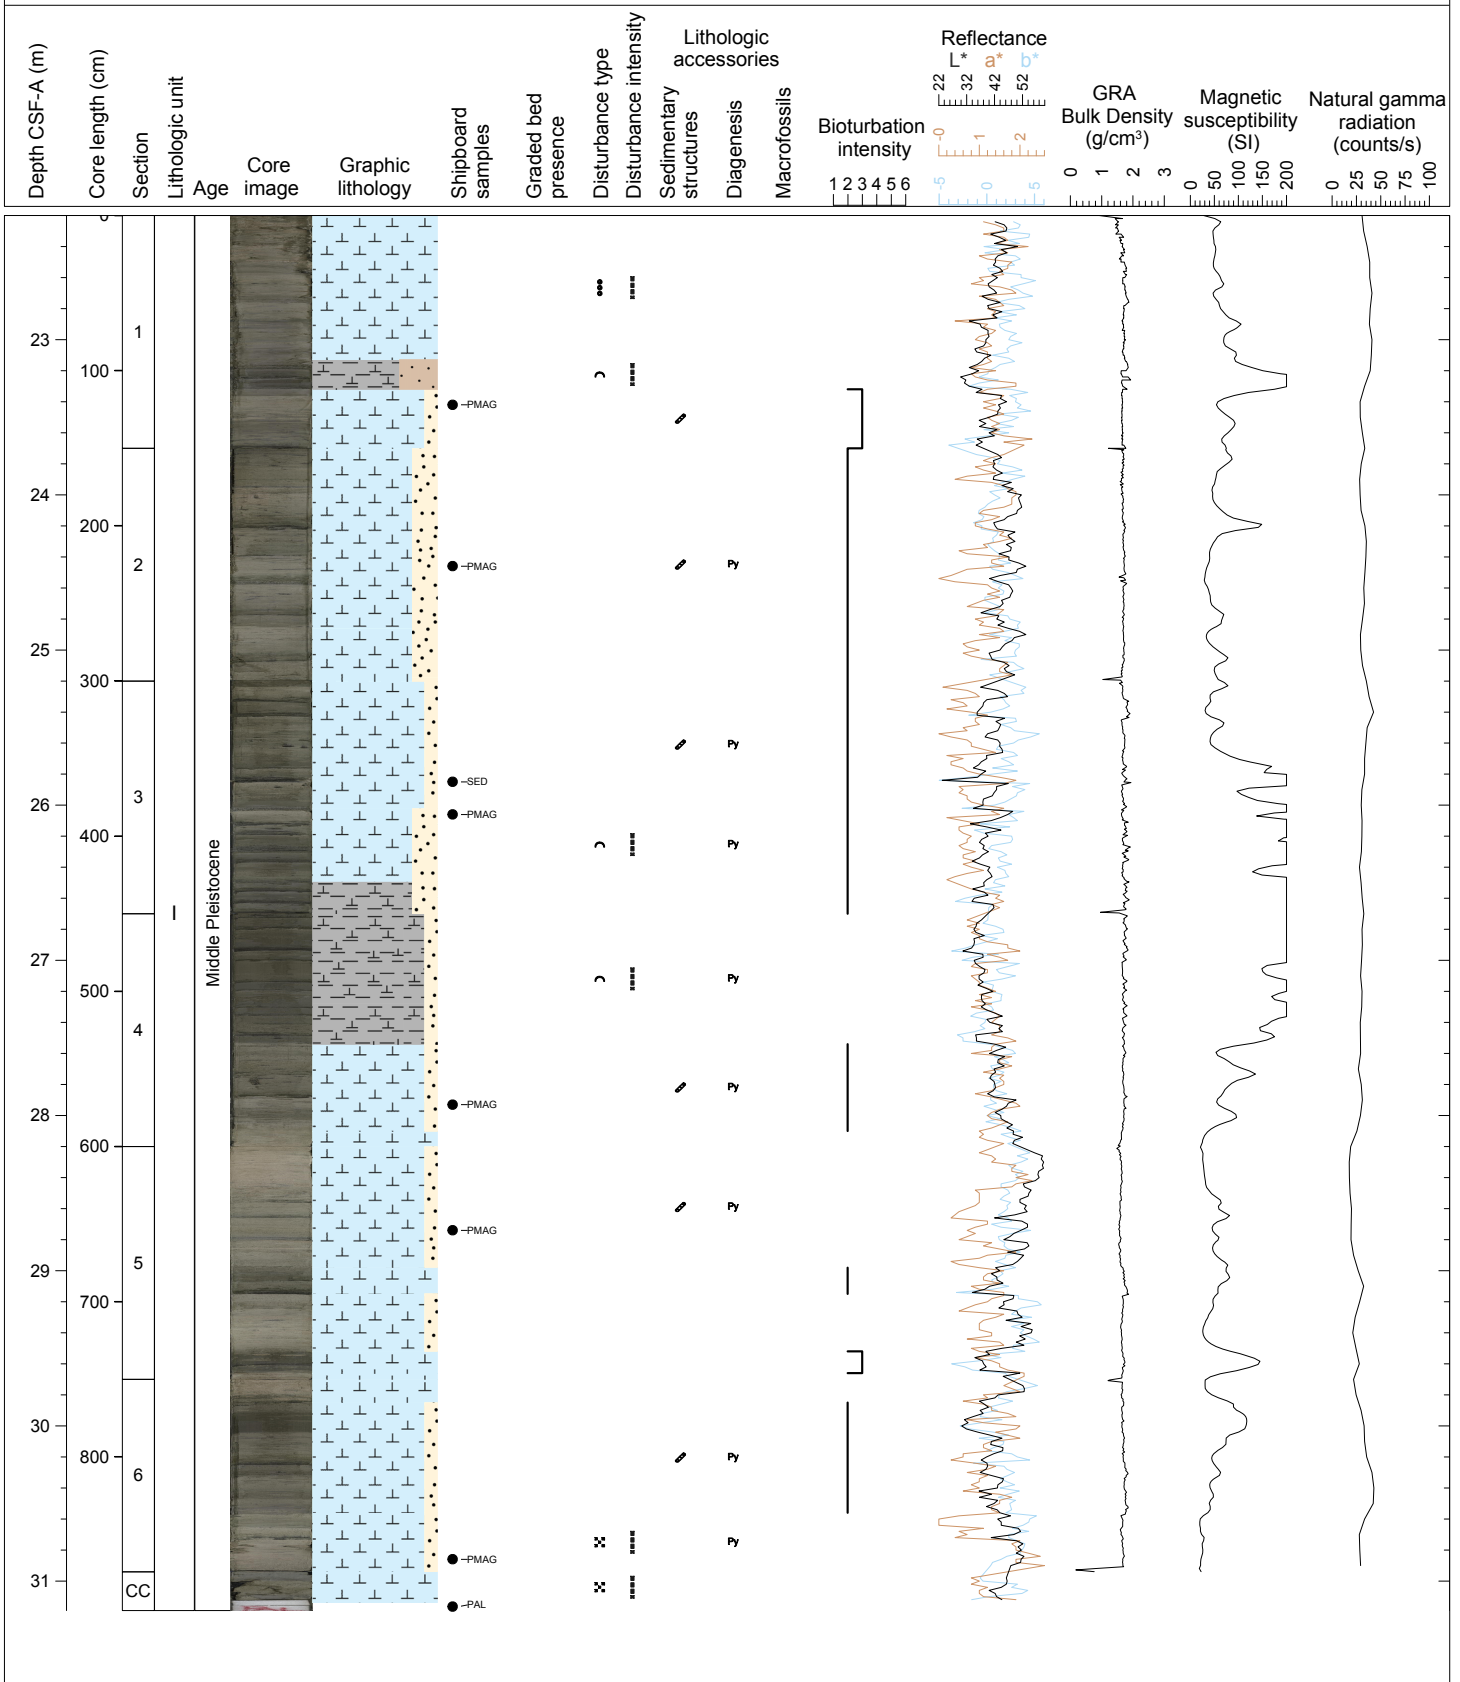 Depth CSF-A (m)
Core length (cm)
Section
Lithologic unit
Age
Core
image
Graphic
lithology
Shipboard
samples
Graded bed
presence
Disturbance type
Disturbance intensity
Lithologic
accessories
Sedimentary
structures
Diagenesis
Macrofossils
Bioturbation
intensity
1 2 3 4 5 6
Reflectance
L* a* b*
22 32 42 52
-0 1 2
-5 0 5
GRA
Bulk Density
(g/cm³)
0 1 2 3
Magnetic
susceptibility
(SI)
0 50 100 150 200
Natural gamma
radiation
(counts/s)
0 25 50 75 100
0
1
23
100
PMAG
24
200
2
PMAG
Py
25
300
Py
SED
3
26
PMAG
400
Py
Middle Pleistocene
I
27
Py
500
4
Py
PMAG
28
600
Py
PMAG
5
29
700
30
800
Py
6
Py
PMAG
31
CC
PAL